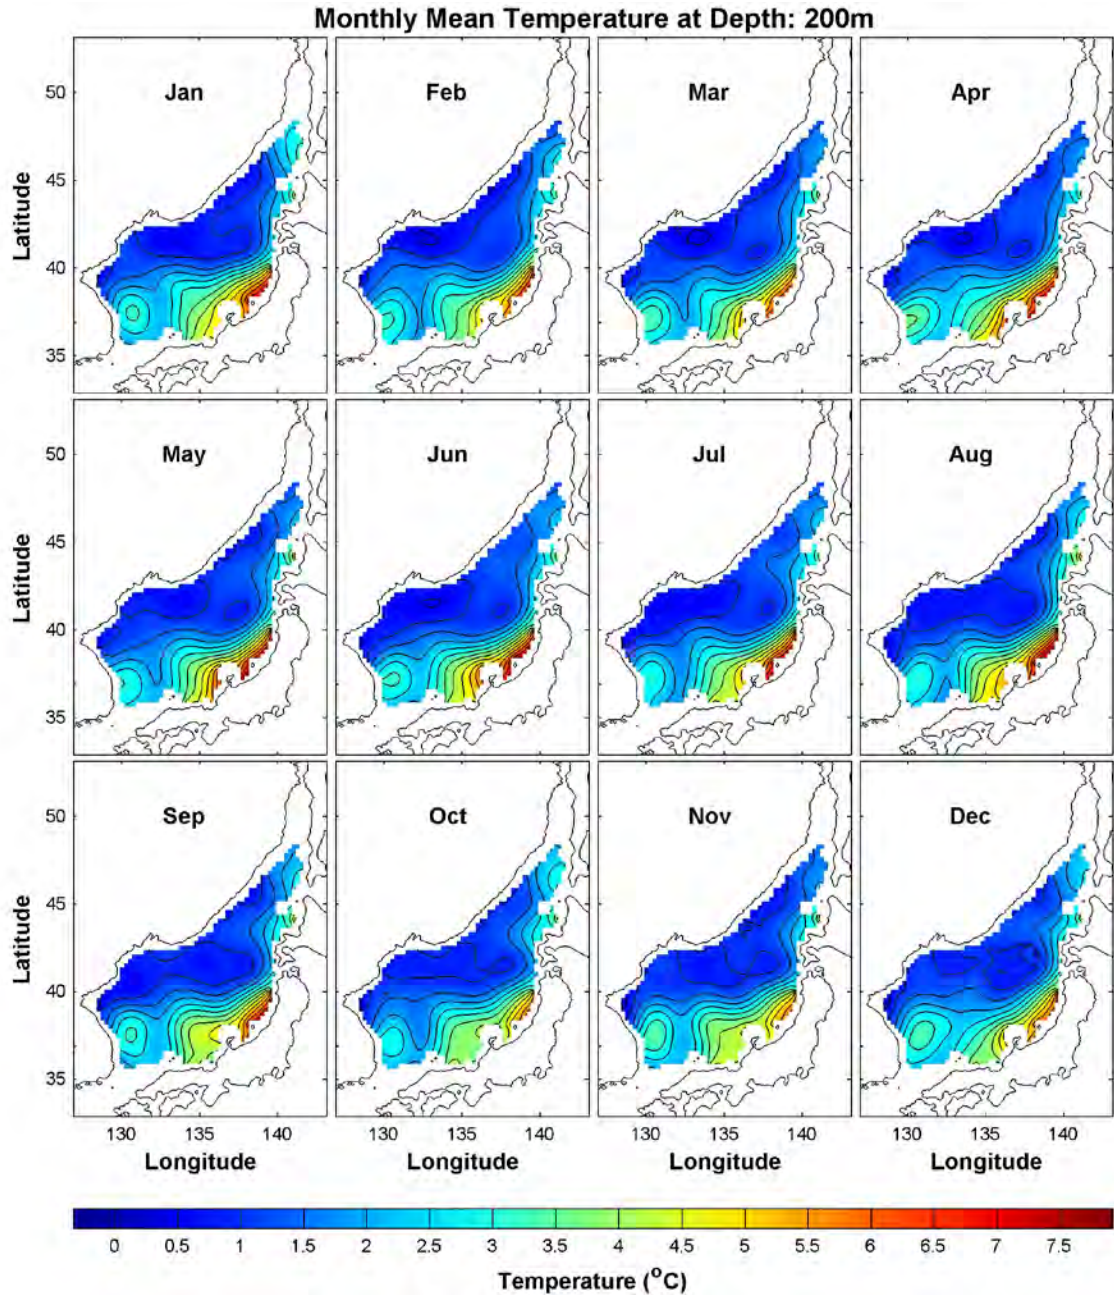 Monthly Mean Temperature at Depth: 200m
Jan Feb Mar Apr
50
45
40
35
Latitude
May Jun Jul Aug
50
45
40
35
Latitude
Sep Oct Nov Dec
50
45
40
35
Latitude
130 135 140 130 135 140 130 135 140 130 135 140
Longitude Longitude Longitude Longitude
0 0.5 1 1.5 2 2.5 3 3.5 4 4.5 5 5.5 6 6.5 7 7.5
Temperature (°C)